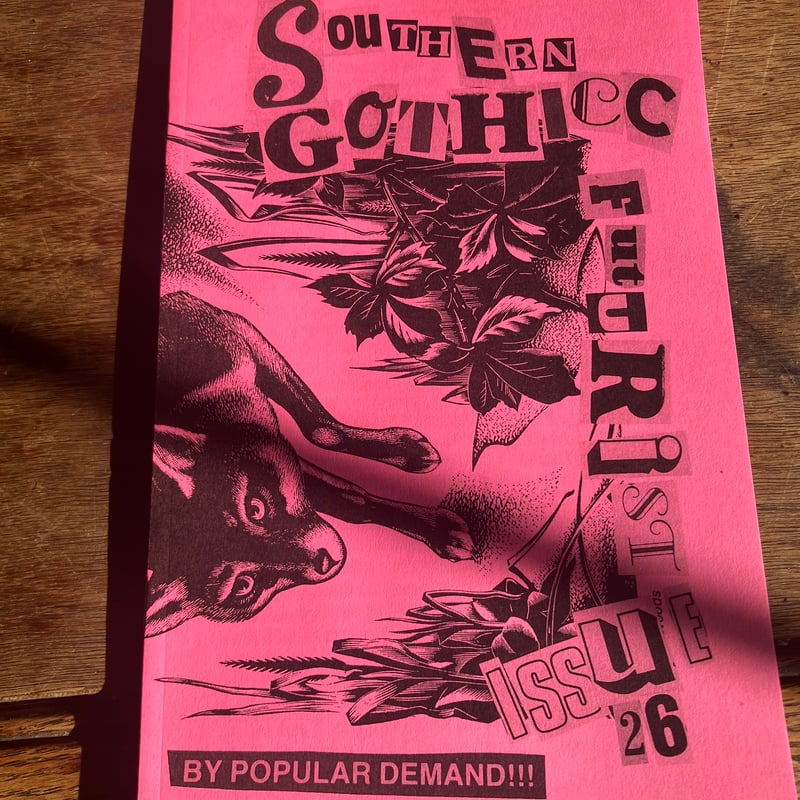 SOUTHERN
GOTHICC
FUTURIST
ISSUE
26
BY POPULAR DEMAND!!!